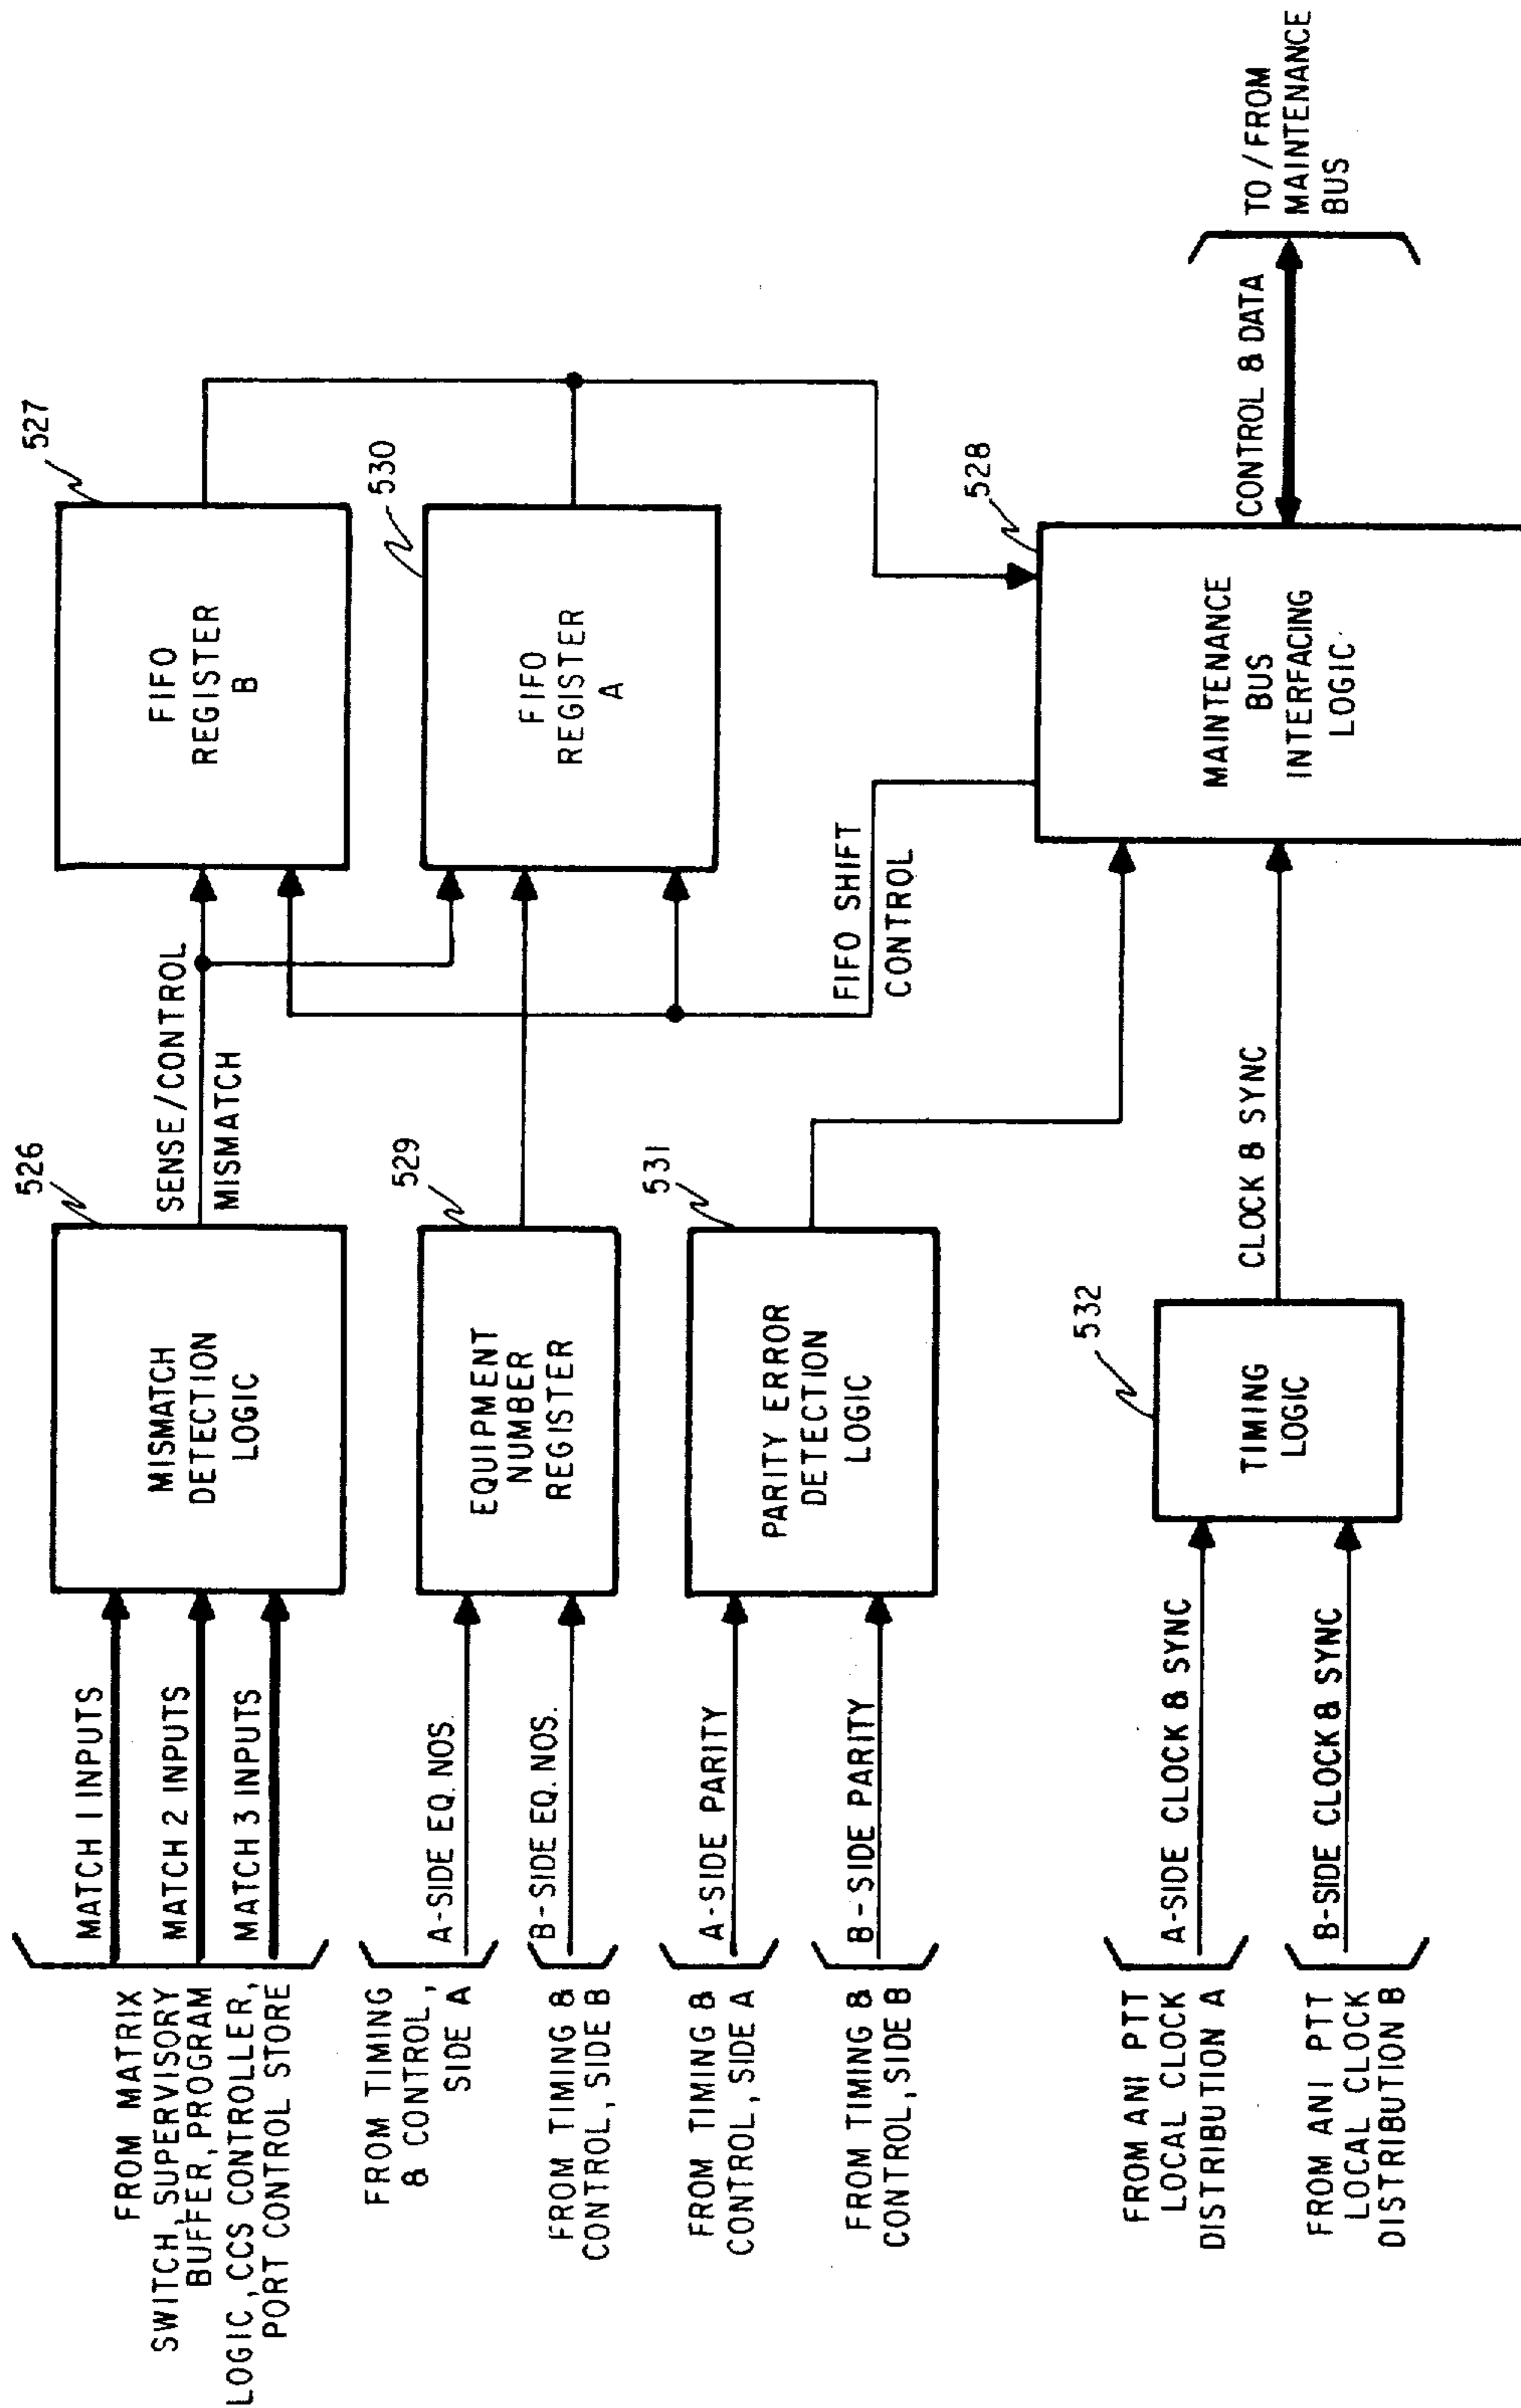 FROM MATRIX
SWITCH, SUPERVISORY
BUFFER, PROGRAM
LOGIC, CCS CONTROLLER,
PORT CONTROL STORE
MATCH 1 INPUTS
MATCH 2 INPUTS
MATCH 3 INPUTS
526
MISMATCH
DETECTION
LOGIC
SENSE/CONTROL
MISMATCH
527
FIFO
REGISTER
B
FROM TIMING
& CONTROL,
SIDE A
A-SIDE EQ. NOS.
FROM TIMING &
CONTROL, SIDE B
B-SIDE EQ. NOS.
529
EQUIPMENT
NUMBER
REGISTER
530
FIFO
REGISTER
A
FROM TIMING &
CONTROL, SIDE A
A-SIDE PARITY
FROM TIMING &
CONTROL, SIDE B
B-SIDE PARITY
531
PARITY ERROR
DETECTION
LOGIC
FIFO SHIFT
CONTROL
528
MAINTENANCE
BUS
INTERFACING
LOGIC
CONTROL & DATA
TO/FROM
MAINTENANCE
BUS
FROM ANI PTT
LOCAL CLOCK
DISTRIBUTION A
A-SIDE CLOCK & SYNC
FROM ANI PTT
LOCAL CLOCK
DISTRIBUTION B
B-SIDE CLOCK & SYNC
532
TIMING
LOGIC
CLOCK & SYNC